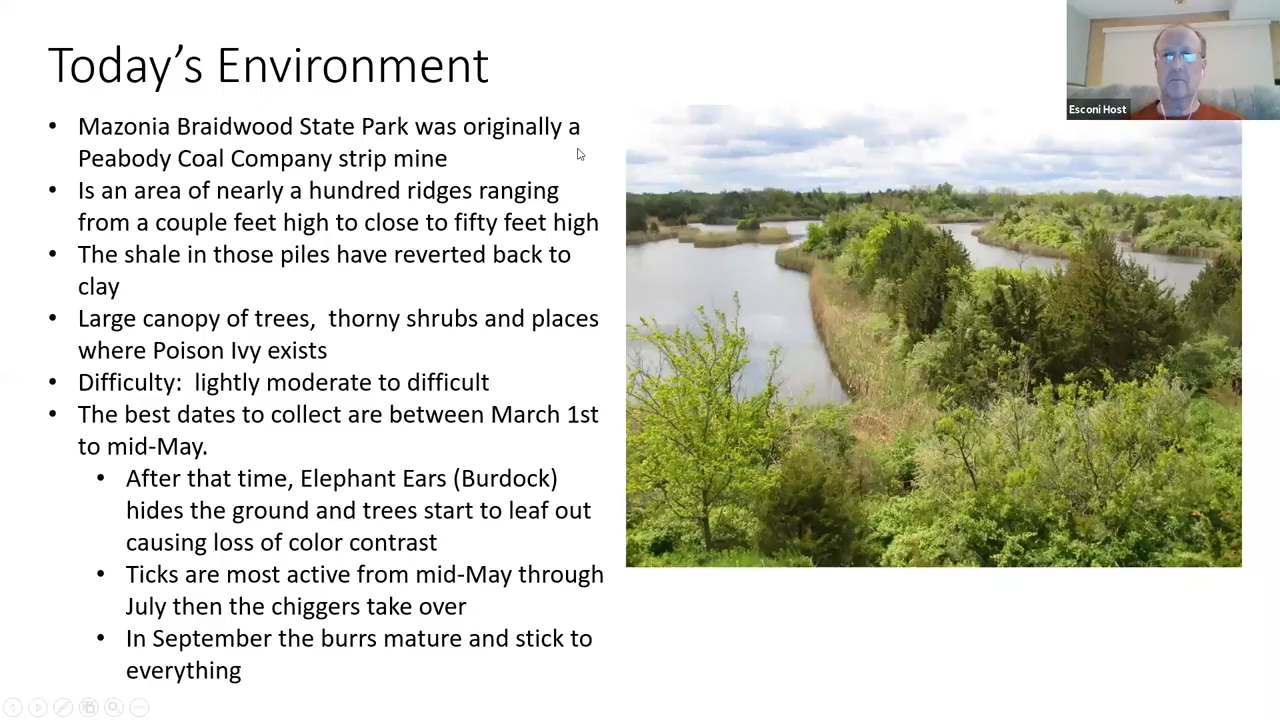 Today's Environment
Esconi Host
• Mazonia Braidwood State Park was originally a
Peabody Coal Company strip mine
• Is an area of nearly a hundred ridges ranging
from a couple feet high to close to fifty feet high
• The shale in those piles have reverted back to
clay
• Large canopy of trees,  thorny shrubs and places
where Poison Ivy exists
• Difficulty:  lightly moderate to difficult
• The best dates to collect are between March 1st
to mid-May.
• After that time, Elephant Ears (Burdock)
hides the ground and trees start to leaf out
causing loss of color contrast
• Ticks are most active from mid-May through
July then the chiggers take over
• In September the burrs mature and stick to
everything